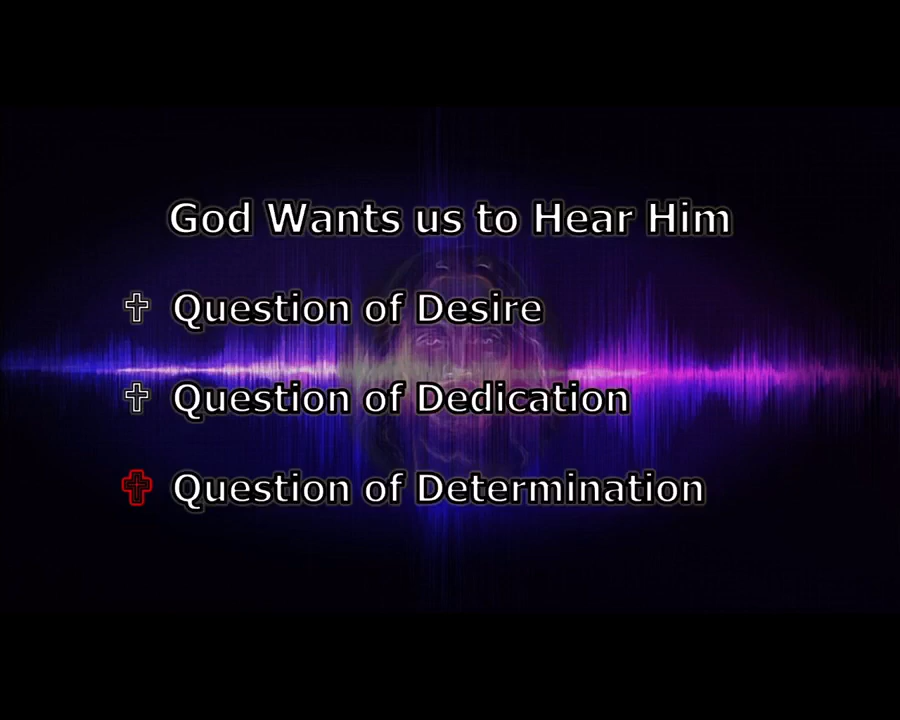 God Wants us to Hear Him
Question of Desire
Question of Dedication
Question of Determination